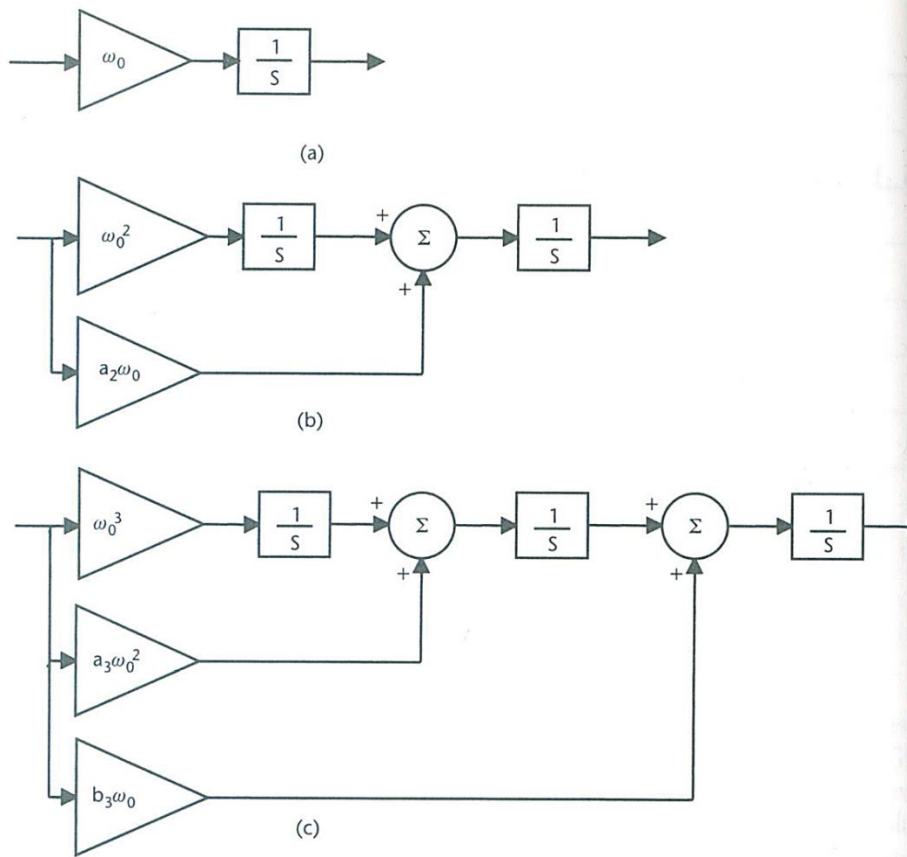 ω₀ 1/S
(a)
ω₀² 1/S + Σ 1/S
+
a₂ω₀
(b)
ω₀³ 1/S + Σ 1/S + Σ 1/S
+ +
a₃ω₀²
b₃ω₀
(c)